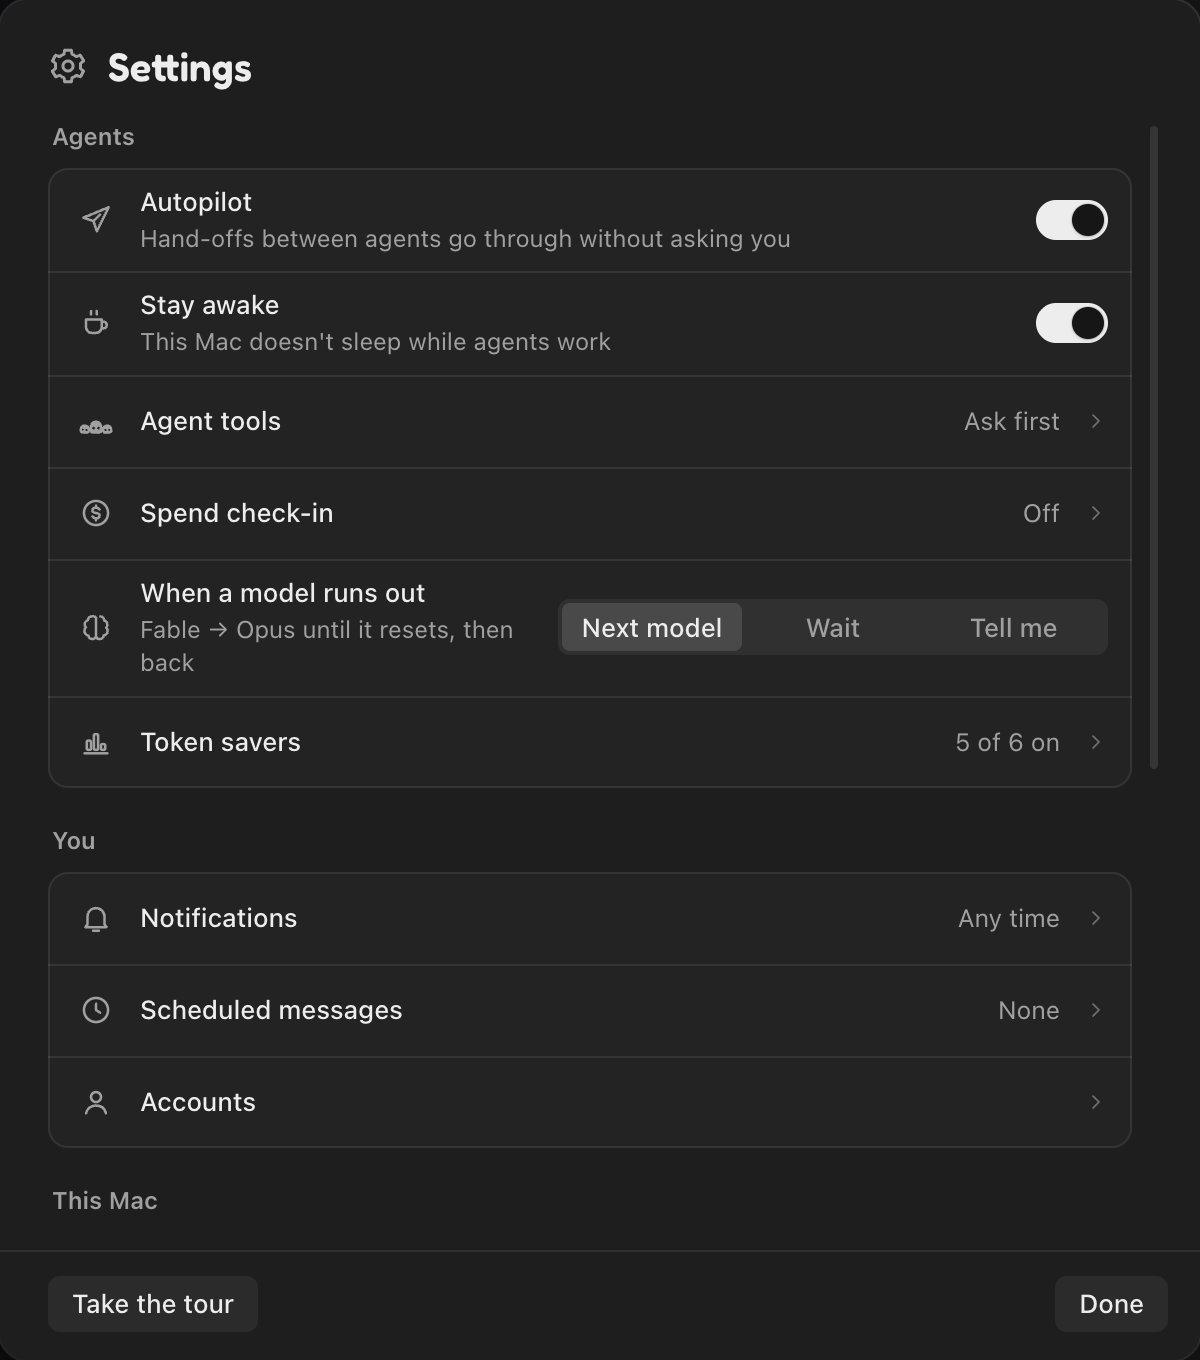 Settings
Agents
Autopilot
Hand-offs between agents go through without asking you
Stay awake
This Mac doesn't sleep while agents work
Agent tools
Ask first
Spend check-in
Off
When a model runs out
Fable → Opus until it resets, then
back
Next model
Wait
Tell me
Token savers
5 of 6 on
You
Notifications
Any time
Scheduled messages
None
Accounts
This Mac
Take the tour
Done